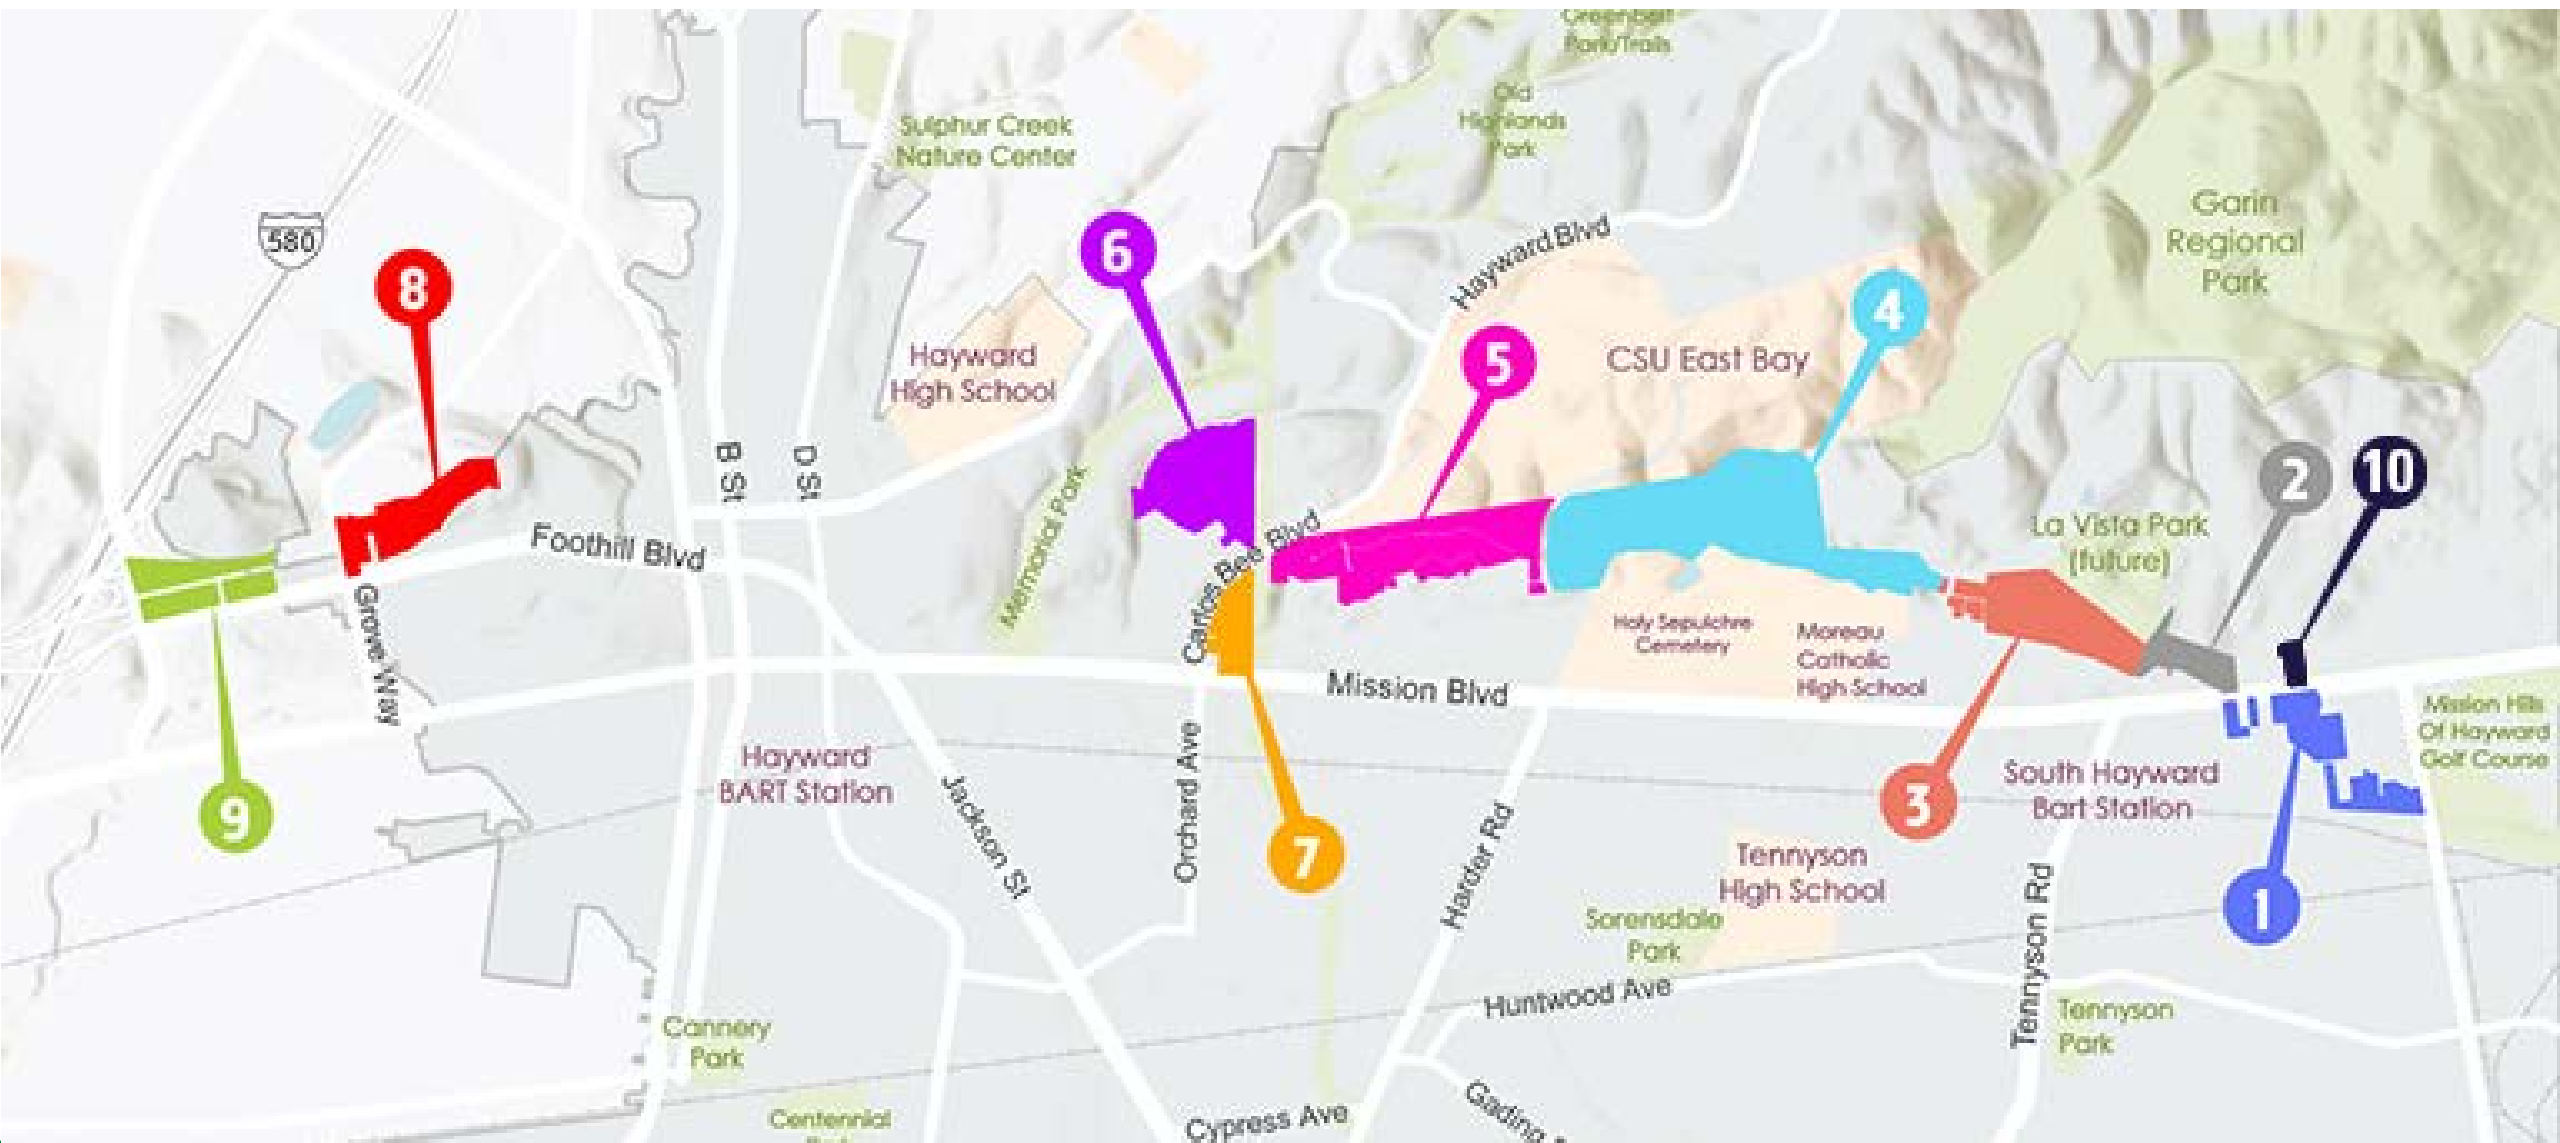 Greenbelt
Park/Trails
Old
Highlands
Park
Sulphur Creek
Nature Center
Garin
Regional
Park
580
8
6
Hayward Blvd
5
4
CSU East Bay
Hayward
High School
B St
D St
2
10
Memorial Park
Foothill Blvd
La Vista Park
(future)
Carlos Bee Blvd
Grove Way
Holy Sepulchre
Cemetery
Moreau
Catholic
High School
Mission Blvd
Mission Hills
Of Hayward
Golf Course
Hayward
BART Station
Orchard Ave
Jackson St
9
7
3
South Hayward
Bart Station
1
Harder Rd
Tennyson
High School
Sorensdale
Park
Tennyson Rd
Huntwood Ave
Tennyson
Park
Cannery
Park
Centennial
Cypress Ave
Gading